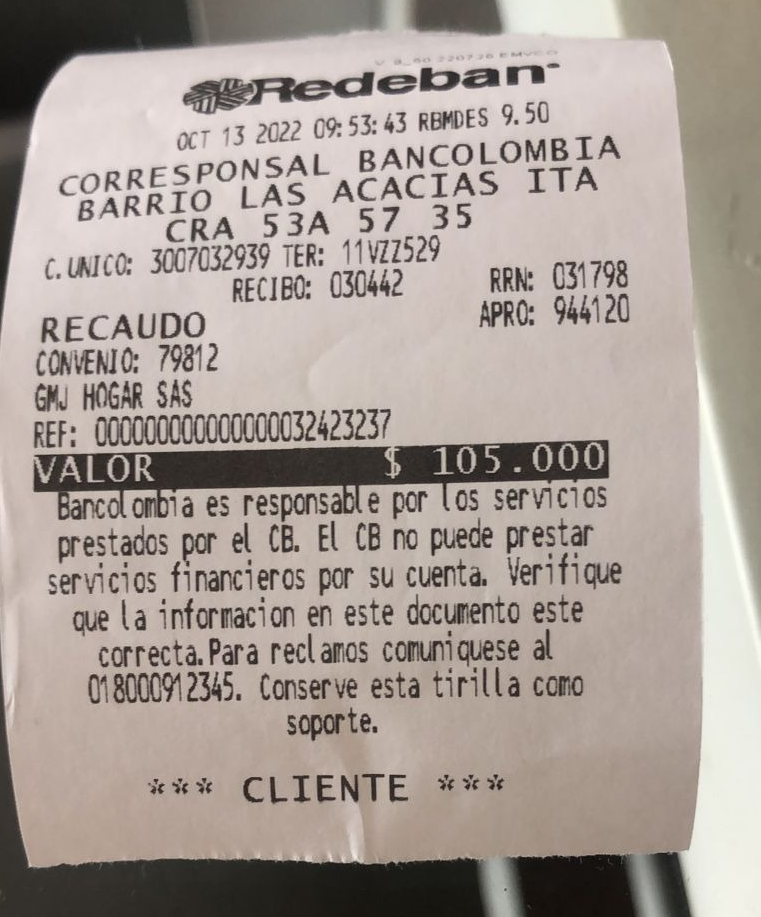 V 8_60 220726 EMVCO
Redeban
OCT 13 2022 09:53:43 RBMDES 9.50
CORRESPONSAL BANCOLOMBIA
BARRIO LAS ACACIAS ITA
CRA 53A 57 35
C. UNICO: 3007032939 TER: 11VZZ529
RECIBO: 030442 RRN: 031798
RECAUDO APRO: 944120
CONVENIO: 79812
GMJ HOGAR SAS
REF: 000000000000000032423237
VALOR $ 105.000
Bancolombia es responsable por los servicios
prestados por el CB. El CB no puede prestar
servicios financieros por su cuenta. Verifique
que la informacion en este documento este
correcta.Para reclamos comuniquese al
018000912345. Conserve esta tirilla como
soporte.
*** CLIENTE ***